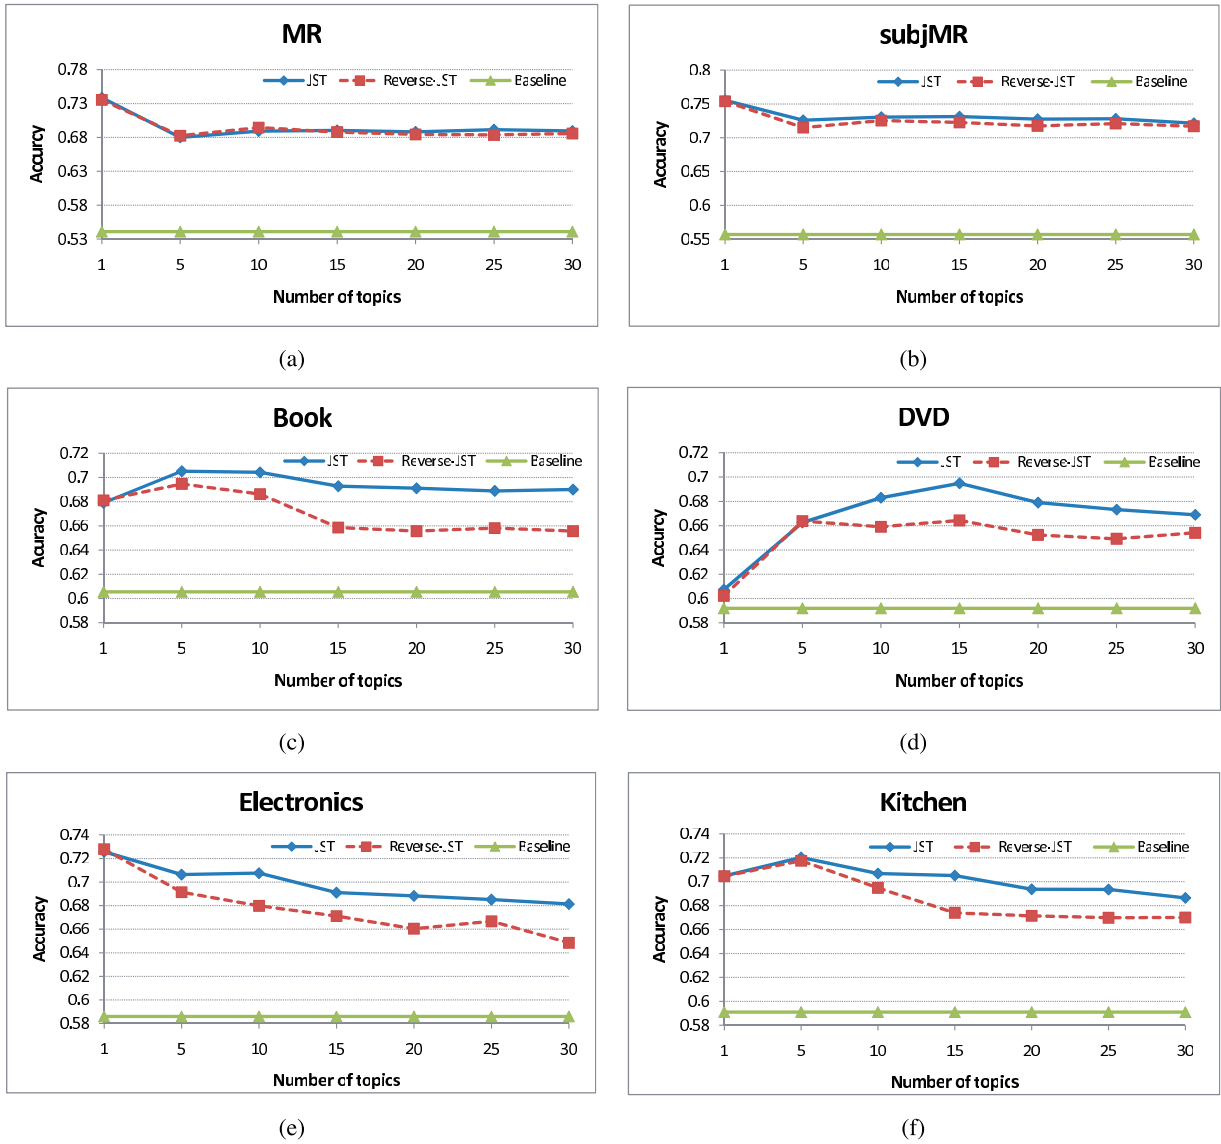 MR
0.78
JST Reverse-JST Baseline
0.73
0.68
0.63
0.58
0.53
Accurcy
1 5 10 15 20 25 30
Number of topics
(a)
subjMR
0.8
JST Reverse-JST Baseline
0.75
0.7
0.65
0.6
0.55
Accuracy
1 5 10 15 20 25 30
Number of topics
(b)
Book
0.72
JST Reverse-JST Baseline
0.7
0.68
0.66
0.64
0.62
0.6
0.58
Acuracy
1 5 10 15 20 25 30
Number of topics
(c)
DVD
0.72
JST Reverse-JST Baseline
0.7
0.68
0.66
0.64
0.62
0.6
0.58
Accurcy
1 5 10 15 20 25 30
Number of topics
(d)
Electronics
0.74
JST Reverse-JST Baseline
0.72
0.7
0.68
0.66
0.64
0.62
0.6
0.58
Accuracy
1 5 10 15 20 25 30
Number of topics
(e)
Kitchen
0.74
JST Reverse-JST Baseline
0.72
0.7
0.68
0.66
0.64
0.62
0.6
0.58
Accuracy
1 5 10 15 20 25 30
Number of topics
(f)